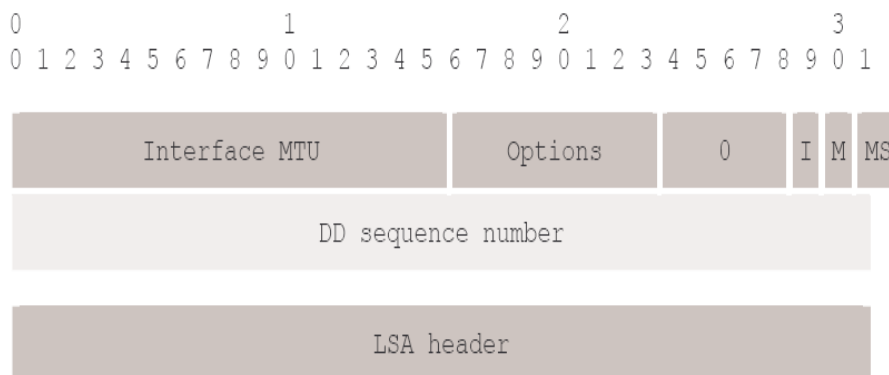 0 1 2 3
0 1 2 3 4 5 6 7 8 9 0 1 2 3 4 5 6 7 8 9 0 1 2 3 4 5 6 7 8 9 0 1
Interface MTU Options 0 I M MS
DD sequence number
LSA header